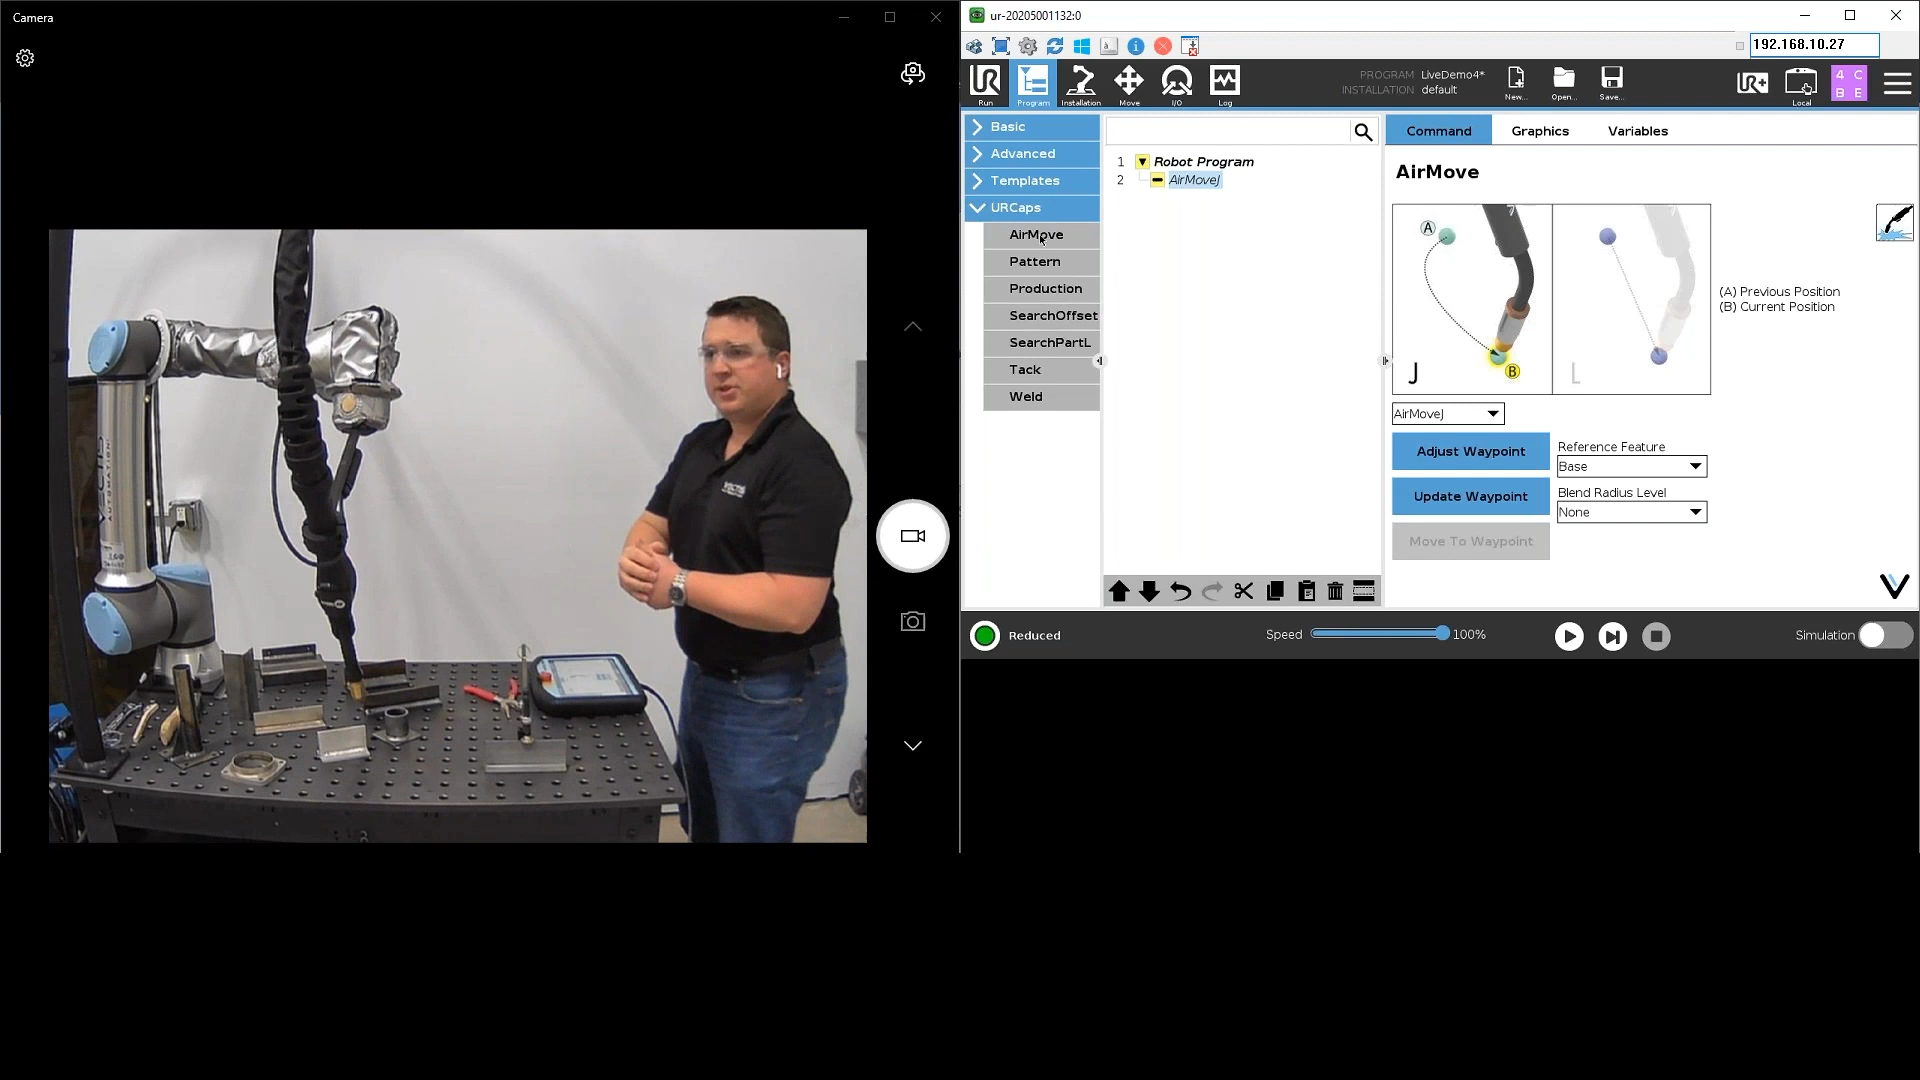 Camera
ur-20205001132:0
192.168.10.27
Run
Program
Installation
Move
I/O
Log
PROGRAM LiveDemo4*
INSTALLATION default
New...
Open...
Save...
UR+
Local
4 C
B E
Basic
Advanced
Templates
URCaps
AirMove
Pattern
Production
SearchOffset
SearchPartL
Tack
Weld
1 Robot Program
2 AirMoveJ
Command
Graphics
Variables
AirMove
A
B
J
L
(A) Previous Position
(B) Current Position
AirMoveJ
Adjust Waypoint
Update Waypoint
Move To Waypoint
Reference Feature
Base
Blend Radius Level
None
Reduced
Speed
100%
Simulation